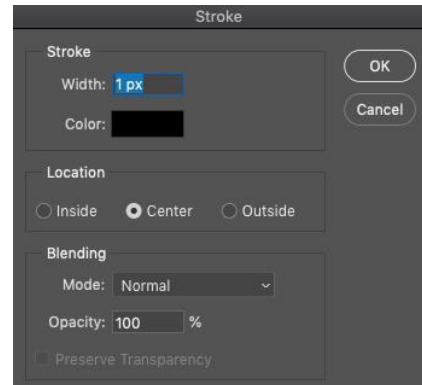 Stroke
Stroke
Width: 1 px
Color:
OK
Cancel
Location
Inside Center Outside
Blending
Mode: Normal
Opacity: 100 %
Preserve Transparency